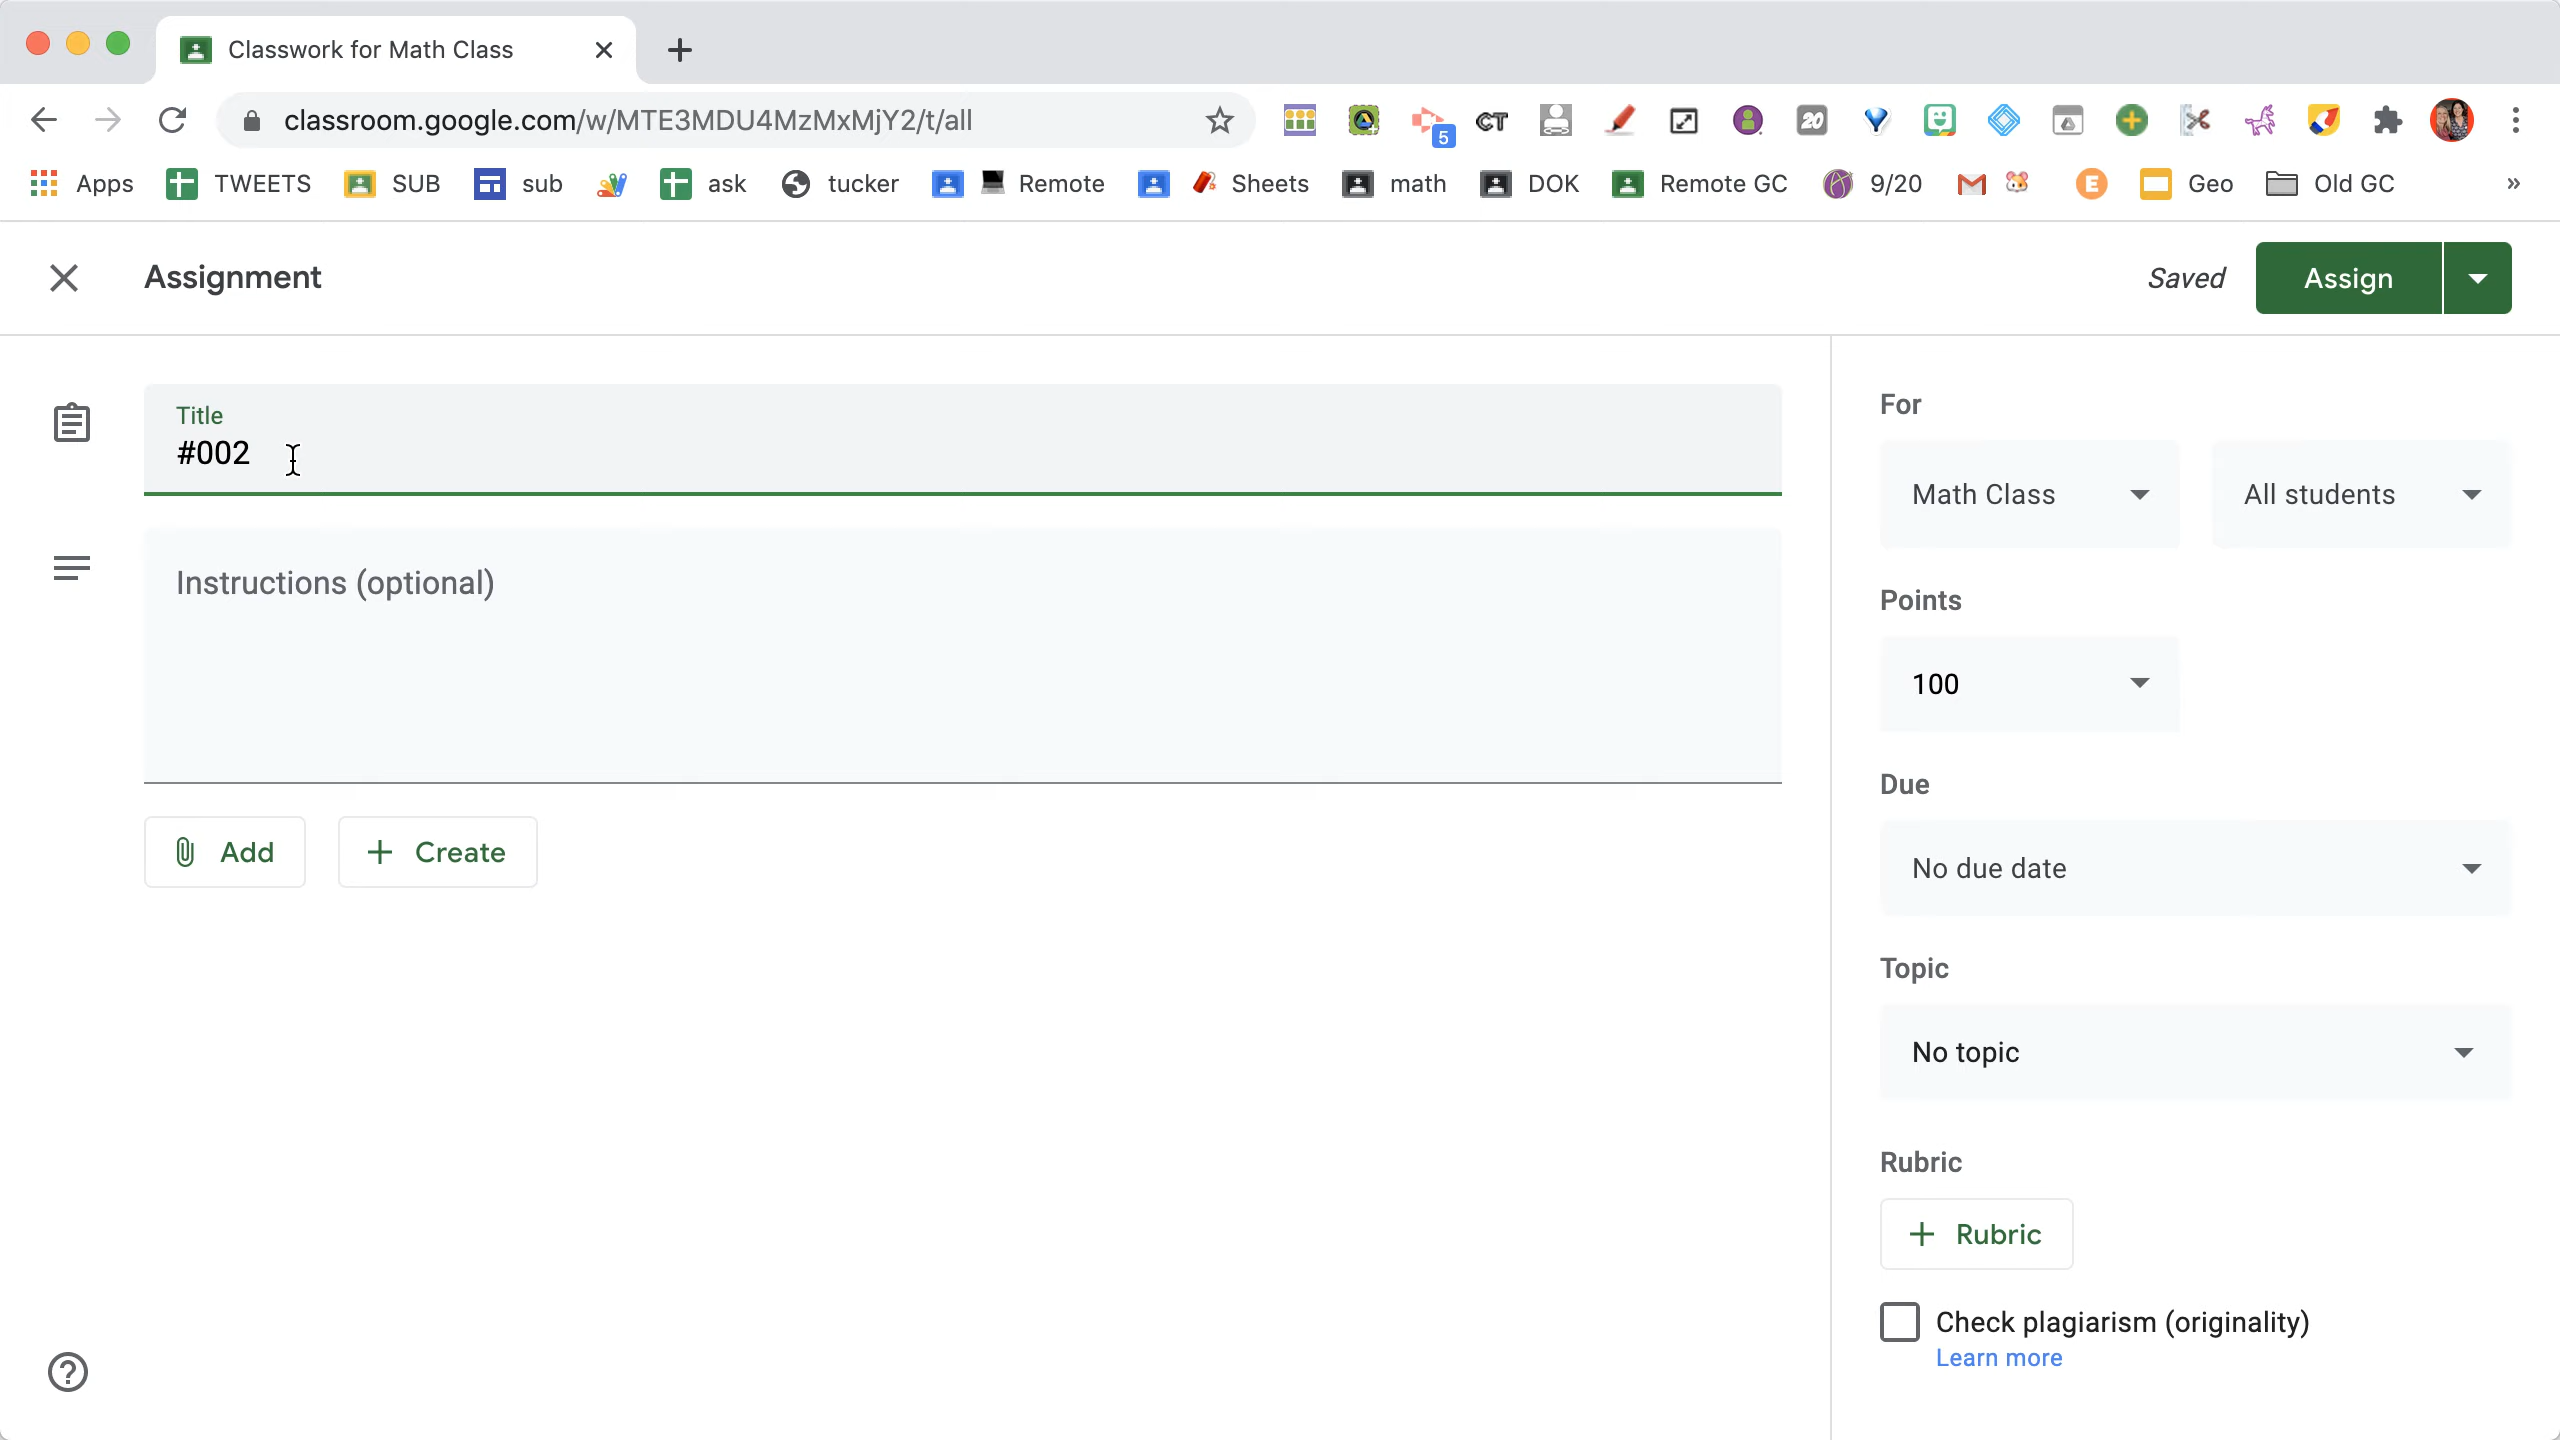 Classwork for Math Class
classroom.google.com/w/MTE3MDU4MzMxMjY2/t/all
5
CT
20
Apps
TWEETS
SUB
sub
ask
tucker
Remote
Sheets
math
DOK
Remote GC
9/20
E
Geo
Old GC
»
Assignment
Saved
Assign
Title
#002
Instructions (optional)
Add
Create
For
Math Class
All students
Points
100
Due
No due date
Topic
No topic
Rubric
+ Rubric
Check plagiarism (originality)
Learn more